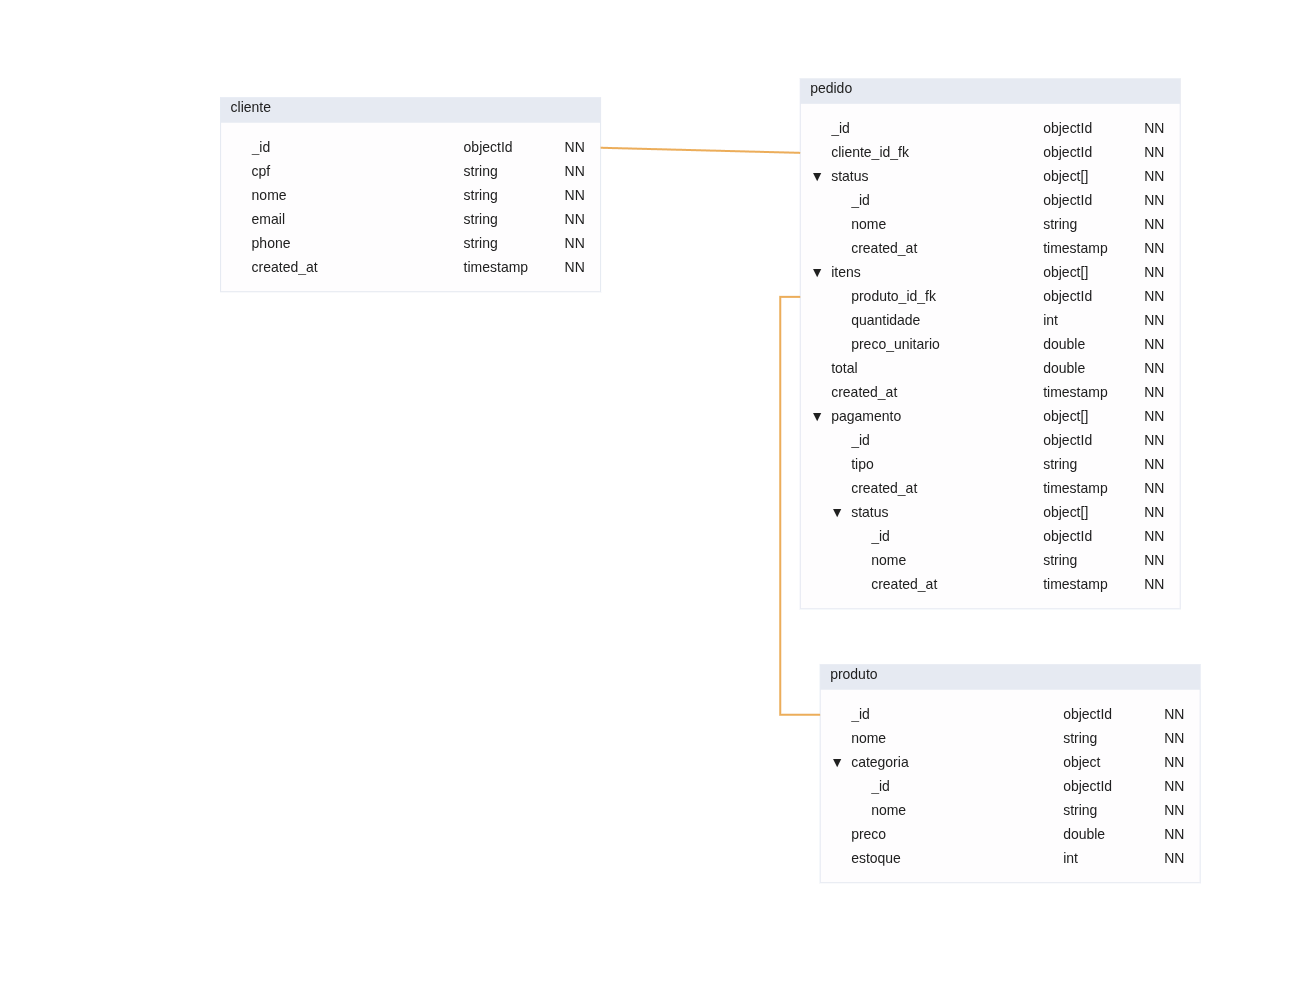 cliente
_id objectId NN
cpf string NN
nome string NN
email string NN
phone string NN
created_at timestamp NN
pedido
_id objectId NN
cliente_id_fk objectId NN
▼ status object[] NN
_id objectId NN
nome string NN
created_at timestamp NN
▼ itens object[] NN
produto_id_fk objectId NN
quantidade int NN
preco_unitario double NN
total double NN
created_at timestamp NN
▼ pagamento object[] NN
_id objectId NN
tipo string NN
created_at timestamp NN
▼ status object[] NN
_id objectId NN
nome string NN
created_at timestamp NN
produto
_id objectId NN
nome string NN
▼ categoria object NN
_id objectId NN
nome string NN
preco double NN
estoque int NN